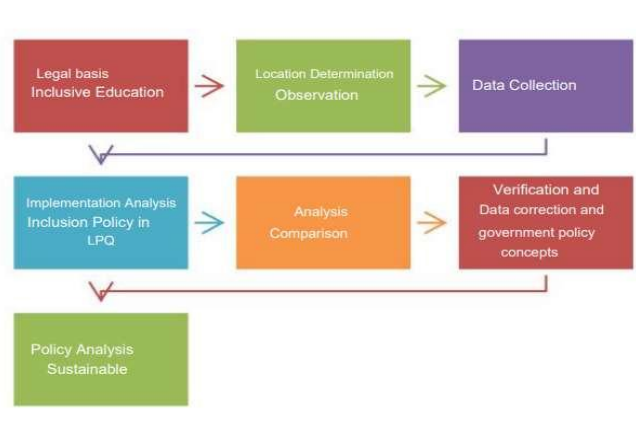 Legal basis
Inclusive Education
Location Determination
Observation
Data Collection
Implementation Analysis
Inclusion Policy in
LPQ
Analysis
Comparison
Verification and
Data correction and
government policy
concepts
Policy Analysis
Sustainable